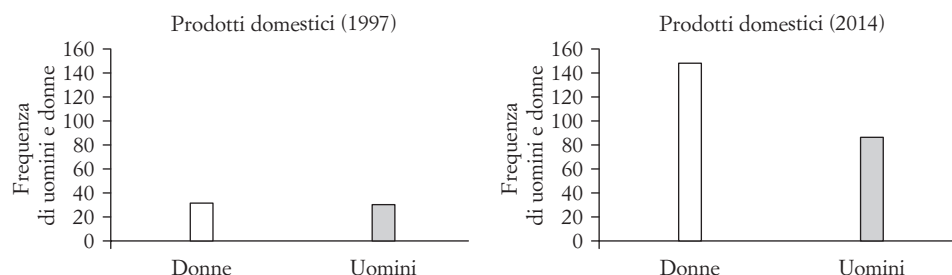 Prodotti domestici (1997)
Frequenza
di uomini e donne
160
140
120
100
80
60
40
20
0
Donne Uomini
Prodotti domestici (2014)
Frequenza
di uomini e donne
160
140
120
100
80
60
40
20
0
Donne Uomini